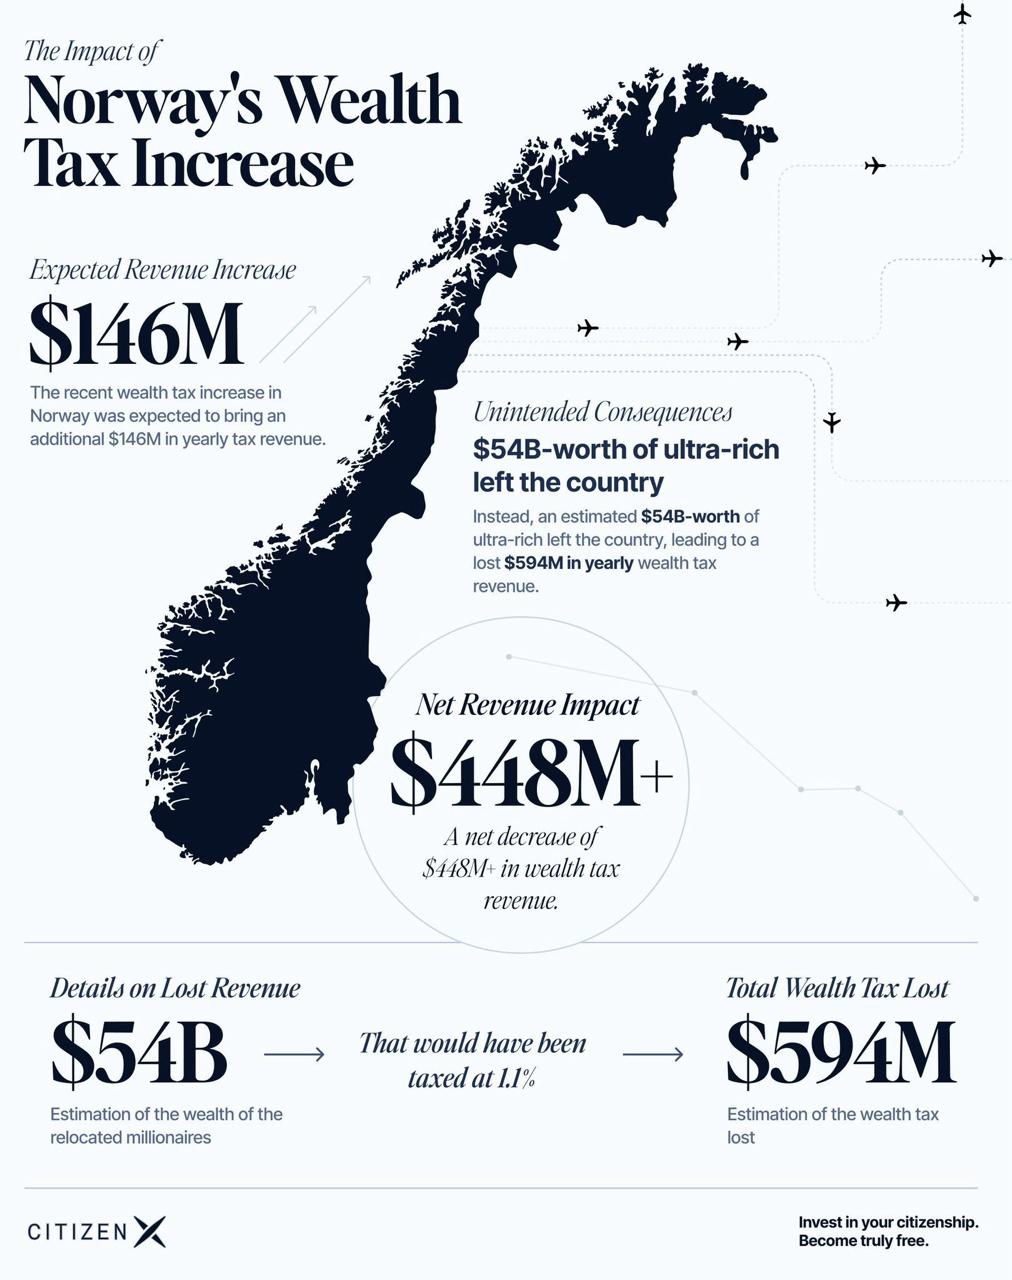 The Impact of
Norway's Wealth
Tax Increase
Expected Revenue Increase
$146M
The recent wealth tax increase in
Norway was expected to bring an
additional $146M in yearly tax revenue.
Unintended Consequences
$54B-worth of ultra-rich
left the country
Instead, an estimated $54B-worth of
ultra-rich left the country, leading to a
lost $594M in yearly wealth tax
revenue.
Net Revenue Impact
$448M+
A net decrease of
$448M+ in wealth tax
revenue.
Details on Lost Revenue
$54B
Estimation of the wealth of the
relocated millionaires
That would have been
taxed at 1.1%
Total Wealth Tax Lost
$594M
Estimation of the wealth tax
lost
CITIZEN X
Invest in your citizenship.
Become truly free.